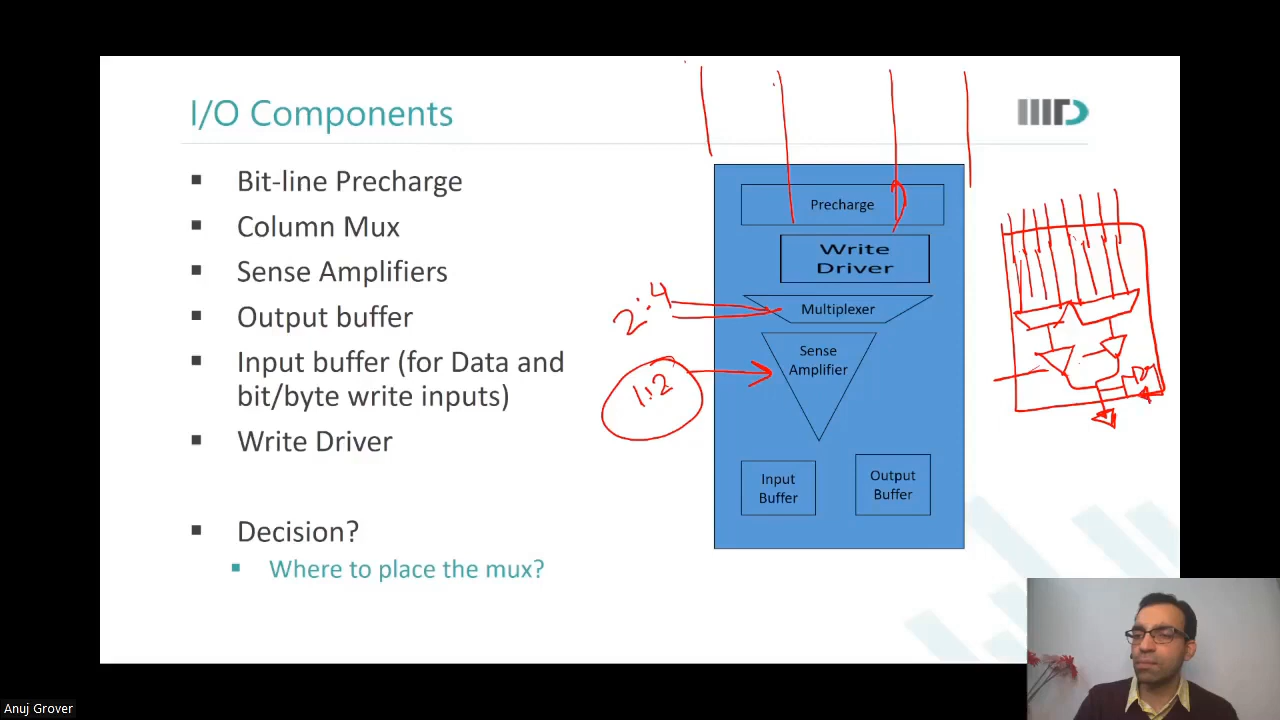 I/O Components
IIITD
▪ Bit-line Precharge
▪ Column Mux
▪ Sense Amplifiers
▪ Output buffer
▪ Input buffer (for Data and
bit/byte write inputs)
▪ Write Driver
▪ Decision?
▪ Where to place the mux?
Precharge
Write
Driver
2:4
Multiplexer
1:2
Sense
Amplifier
Input
Buffer
Output
Buffer
Anuj Grover